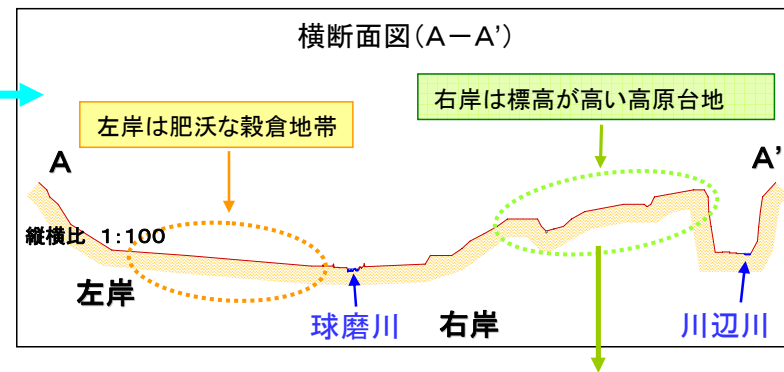 横断面図(A－A’)
右岸は標高が高い高原台地
左岸は肥沃な穀倉地帯
A
A’
縦横比 1:100
左岸
球磨川
右岸
川辺川